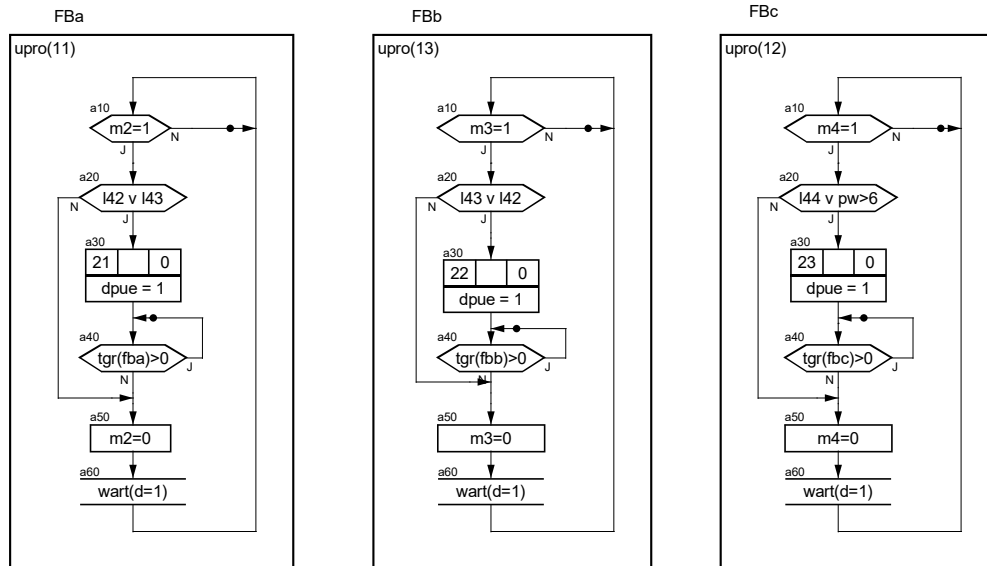 FBa
upro(11)
a10
m2=1
N
J
a20
l42 v l43
N
J
a30
21
0
dpue = 1
a40
tgr(fba)>0
J
N
a50
m2=0
a60
wart(d=1)
FBb
upro(13)
a10
m3=1
N
J
a20
l43 v l42
N
J
a30
22
0
dpue = 1
a40
tgr(fbb)>0
J
N
a50
m3=0
a60
wart(d=1)
FBc
upro(12)
a10
m4=1
N
J
a20
l44 v pw>6
N
J
a30
23
0
dpue = 1
a40
tgr(fbc)>0
J
N
a50
m4=0
a60
wart(d=1)